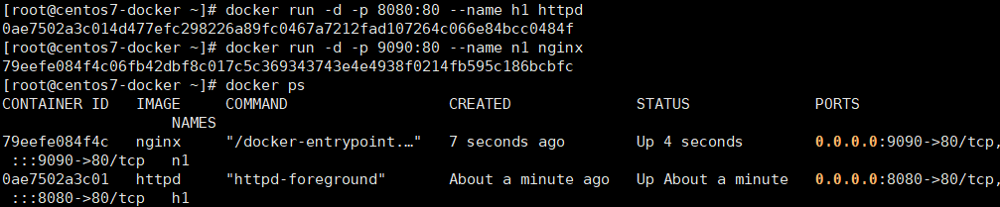 [root@centos7-docker ~]# docker run -d -p 8080:80 --name h1 httpd
0ae7502a3c014d477efc298226a89fc0467a7212fad107264c066e84bcc0484f
[root@centos7-docker ~]# docker run -d -p 9090:80 --name n1 nginx
79eefe084f4c06fb42dbf8c017c5c369343743e4e4938f0214fb595c186bcbfc
[root@centos7-docker ~]# docker ps
CONTAINER ID   IMAGE     COMMAND                  CREATED              STATUS              PORTS
                   NAMES
79eefe084f4c   nginx     "/docker-entrypoint.…"   7 seconds ago        Up 4 seconds        0.0.0.0:9090->80/tcp,
 :::9090->80/tcp   n1
0ae7502a3c01   httpd     "httpd-foreground"       About a minute ago   Up About a minute   0.0.0.0:8080->80/tcp,
 :::8080->80/tcp   h1